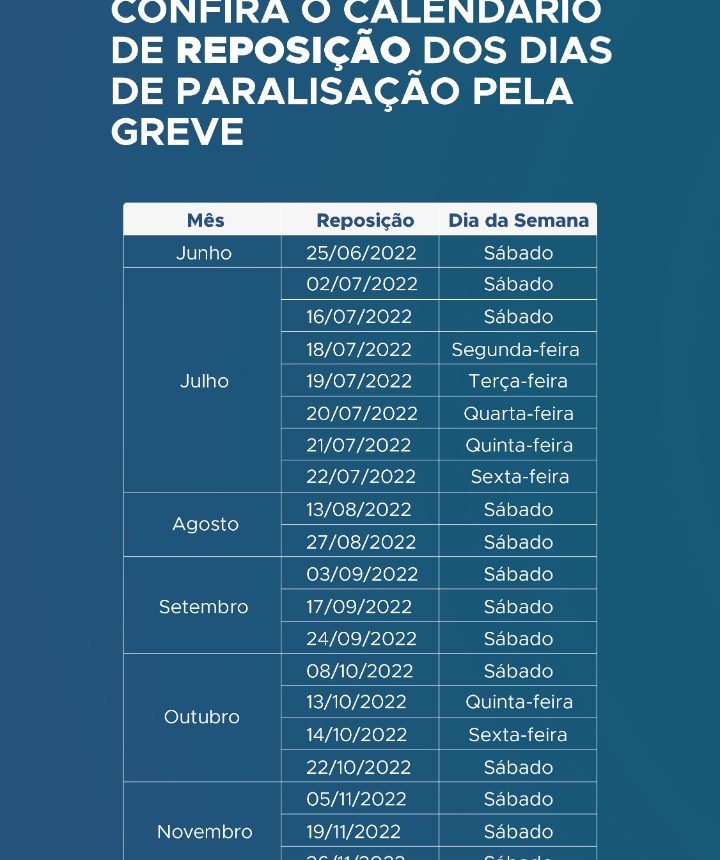 CONFIRA O CALENDÁRIO
DE REPOSIÇÃO DOS DIAS
DE PARALISAÇÃO PELA
GREVE
Mês Reposição Dia da Semana
Junho 25/06/2022 Sábado
02/07/2022 Sábado
16/07/2022 Sábado
18/07/2022 Segunda-feira
Julho 19/07/2022 Terça-feira
20/07/2022 Quarta-feira
21/07/2022 Quinta-feira
22/07/2022 Sexta-feira
Agosto 13/08/2022 Sábado
27/08/2022 Sábado
03/09/2022 Sábado
Setembro 17/09/2022 Sábado
24/09/2022 Sábado
08/10/2022 Sábado
13/10/2022 Quinta-feira
Outubro 14/10/2022 Sexta-feira
22/10/2022 Sábado
05/11/2022 Sábado
Novembro 19/11/2022 Sábado
26/11/2022 Sábado